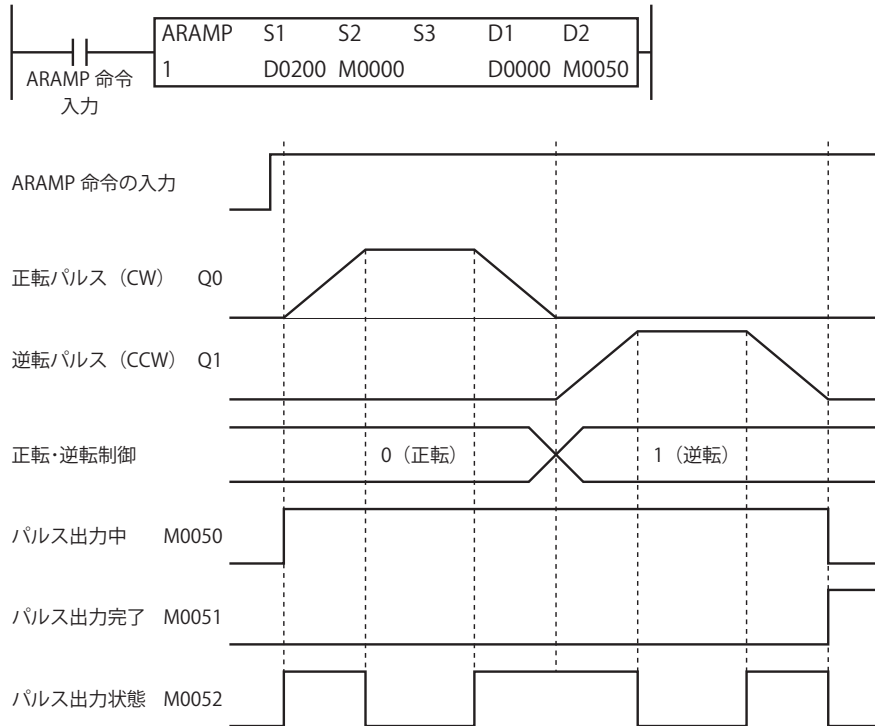 ARAMP S1 S2 S3 D1 D2
1 D0200 M0000 D0000 M0050
ARAMP 命令
入力
ARAMP 命令の入力
正転パルス（CW） Q0
逆転パルス（CCW） Q1
正転・逆転制御 0（正転） 1（逆転）
パルス出力中 M0050
パルス出力完了 M0051
パルス出力状態 M0052